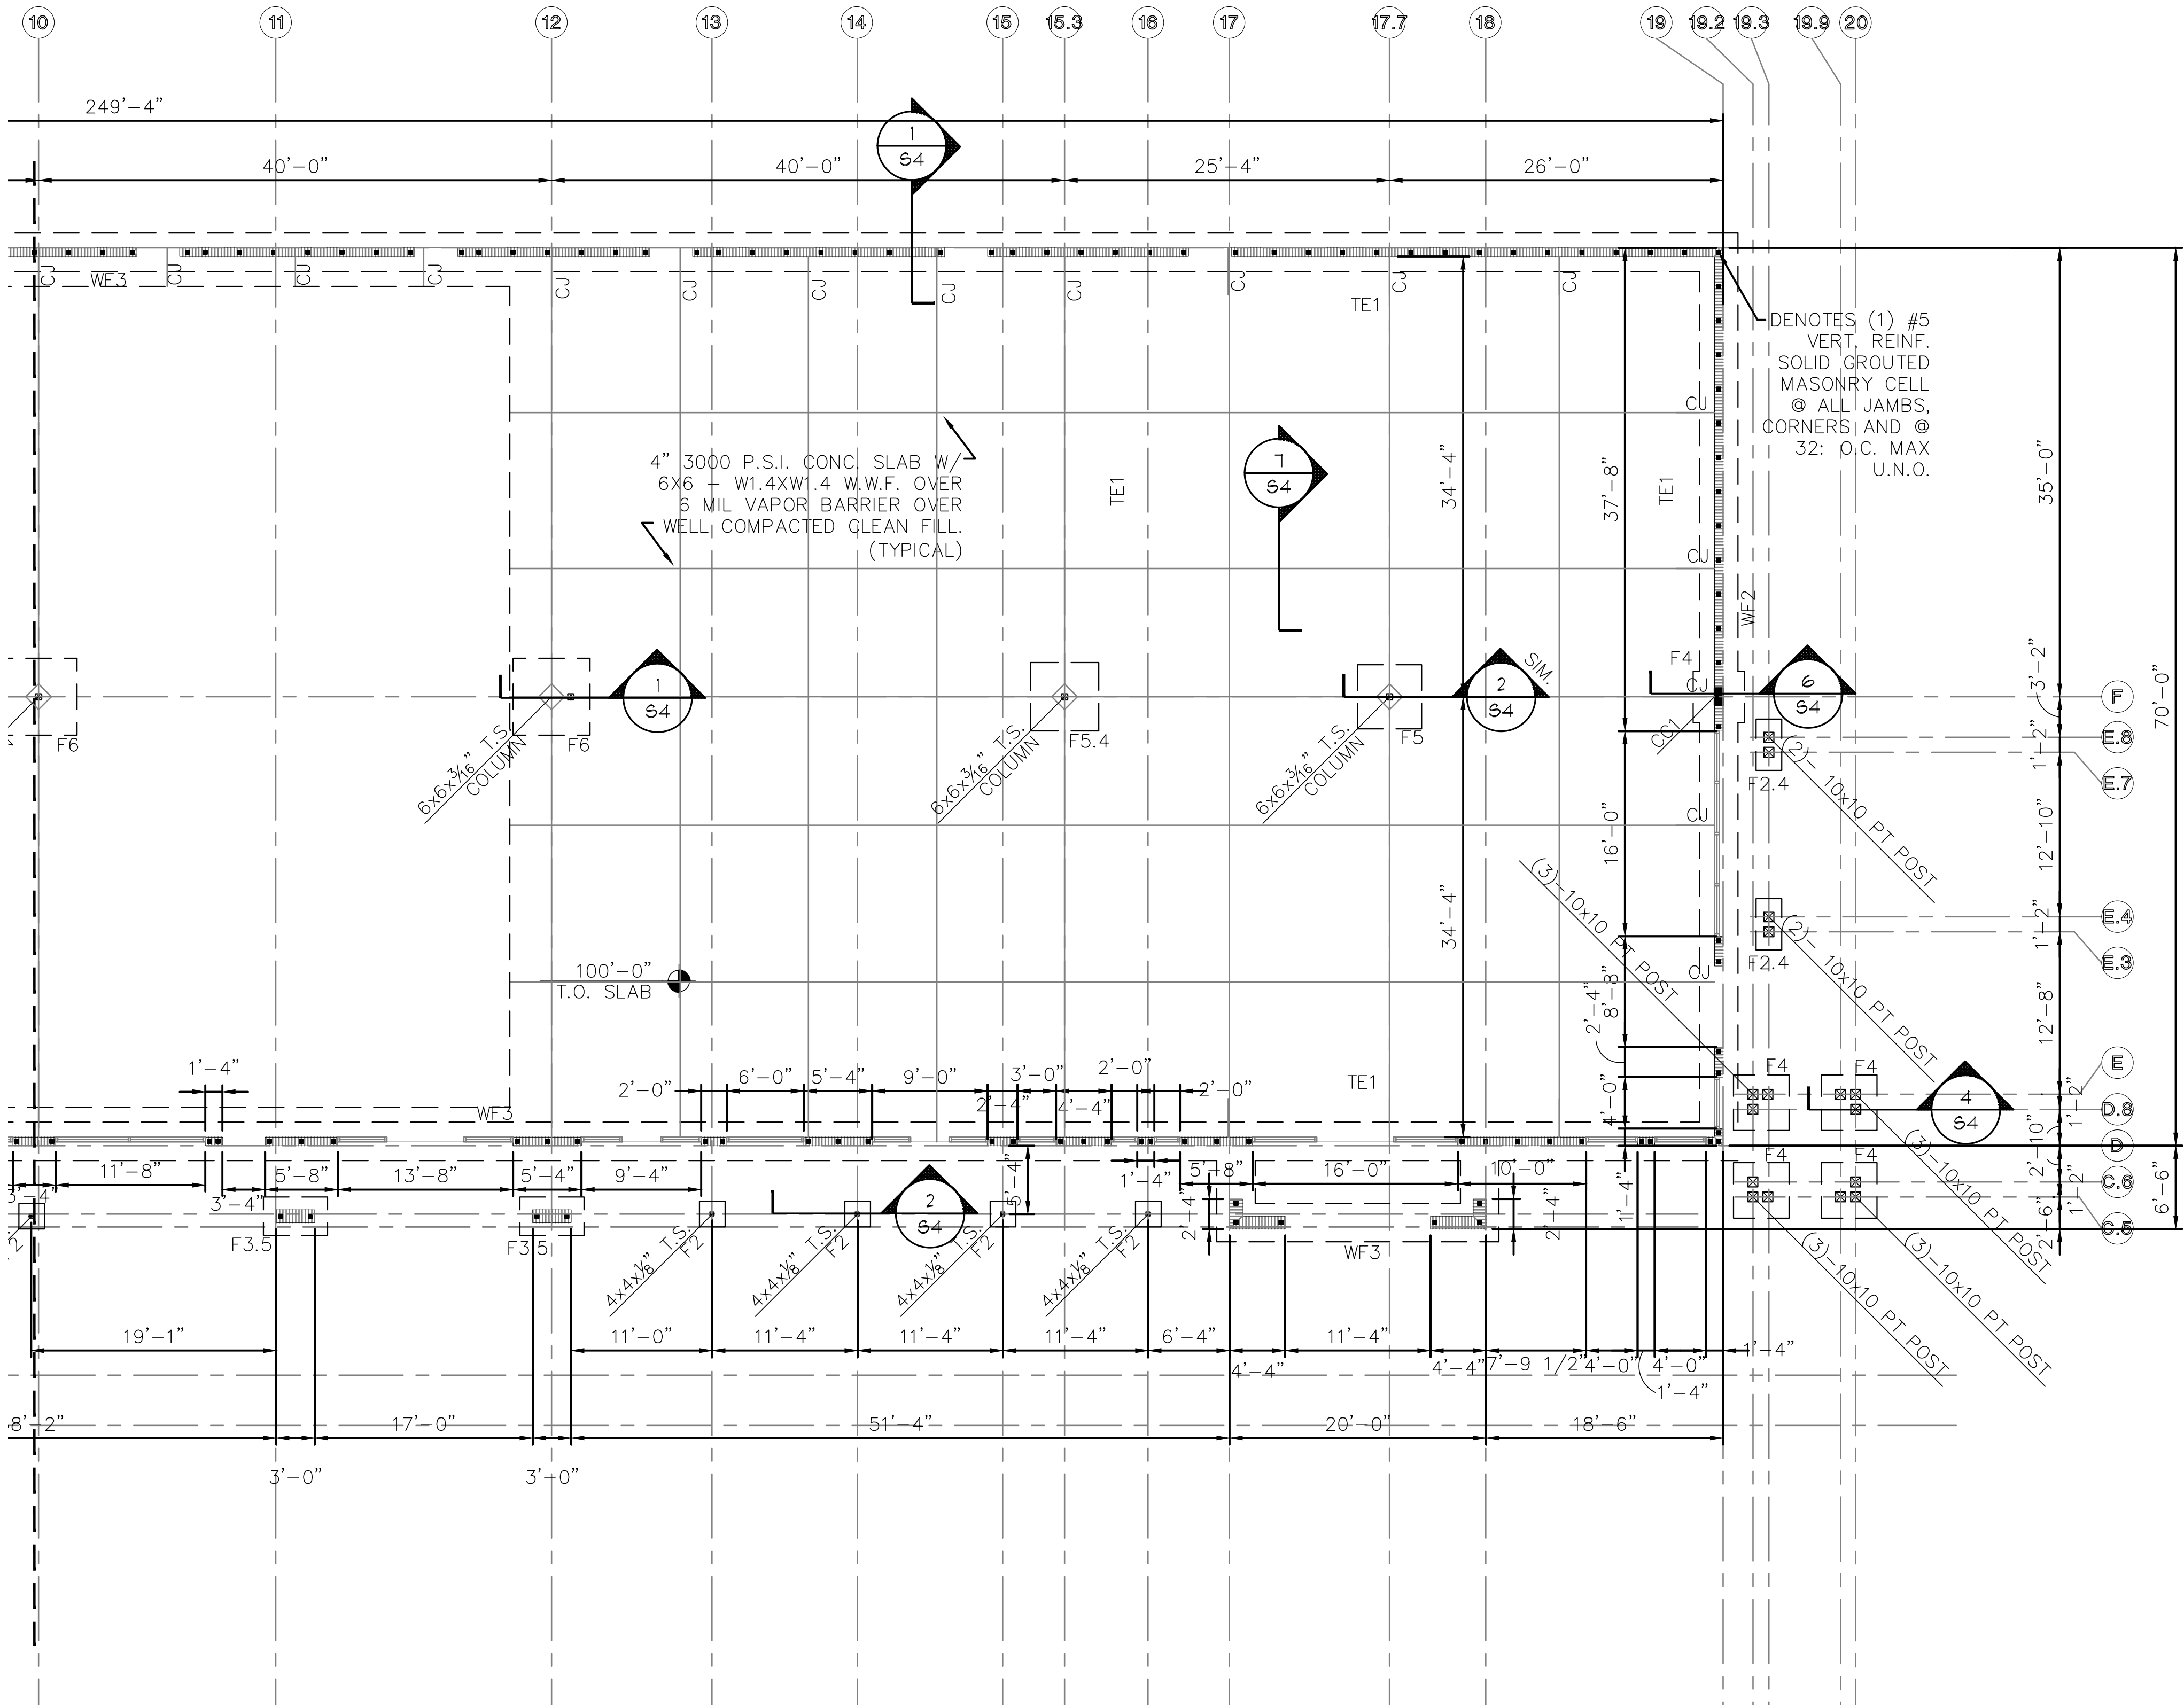 10
11
12
13
14
15
15.3
16
17
17.7
18
19
19.2
19.3
19.9
20
249'-4"
1
S4
40'-0"
40'-0"
25'-4"
26'-0"
CJ
WF3
CJ
CJ
CJ
CJ
CJ
CJ
CJ
CJ
CJ
CJ
CJ
TE1
DENOTES (1) #5
VERT. REINF.
SOLID GROUTED
MASONRY CELL
@ ALL JAMBS,
CORNERS AND @
32: O.C. MAX
U.N.O.
CJ
4" 3000 P.S.I. CONC. SLAB W/
6X6 - W1.4XW1.4 W.W.F. OVER
6 MIL VAPOR BARRIER OVER
WELL COMPACTED CLEAN FILL.
(TYPICAL)
TE1
7
S4
34'-4"
37'-8"
TE1
35'-0"
70'-0"
CJ
WF2
F6
6x6x3/16" T.S.
COLUMN
F6
1
S4
6x6x3/16" T.S.
COLUMN
F5.4
6x6x3/16" T.S.
COLUMN
F5
2
S4
SIM.
F4
CJ
CC1
6
S4
3'-2"
F
E.8
1'-2"
E.7
F2.4
(2)- 10x10 PT POST
CJ
16'-0"
12'-10"
34'-4"
(3)-10x10 PT POST
1'-2"
E.4
E.3
F2.4
(2)- 10x10 PT POST
100'-0"
T.O. SLAB
CJ
8'-8"
2'-4"
12'-8"
1'-4"
2'-0"
6'-0"
5'-4"
9'-0"
2'-4"
3'-0"
4'-4"
2'-0"
2'-0"
TE1
4'-0"
F4
F4
4
S4
E
1'-2"
D.8
2'-10"
D
WF3
3'-4"
11'-8"
3'-4"
5'-8"
13'-8"
5'-4"
9'-4"
5'-4"
1'-4"
5'-8"
16'-0"
10'-0"
1'-4"
F4
F4
C.6
1'-2"
C.5
2'-6"
6'-6"
(3)-10x10 PT POST
(3)-10x10 PT POST
(3)-10x10 PT POST
F3.5
F3.5
4x4x1/8" T.S.
F2
4x4x1/8" T.S.
F2
2
S4
4x4x1/8" T.S.
F2
4x4x1/8" T.S.
F2
2'-4"
WF3
2'-4"
19'-1"
11'-0"
11'-4"
11'-4"
11'-4"
6'-4"
4'-4"
11'-4"
4'-4"
7'-9 1/2"
4'-0"
1'-4"
4'-0"
1'-4"
8'-2"
17'-0"
51'-4"
20'-0"
18'-6"
3'-0"
3'-0"